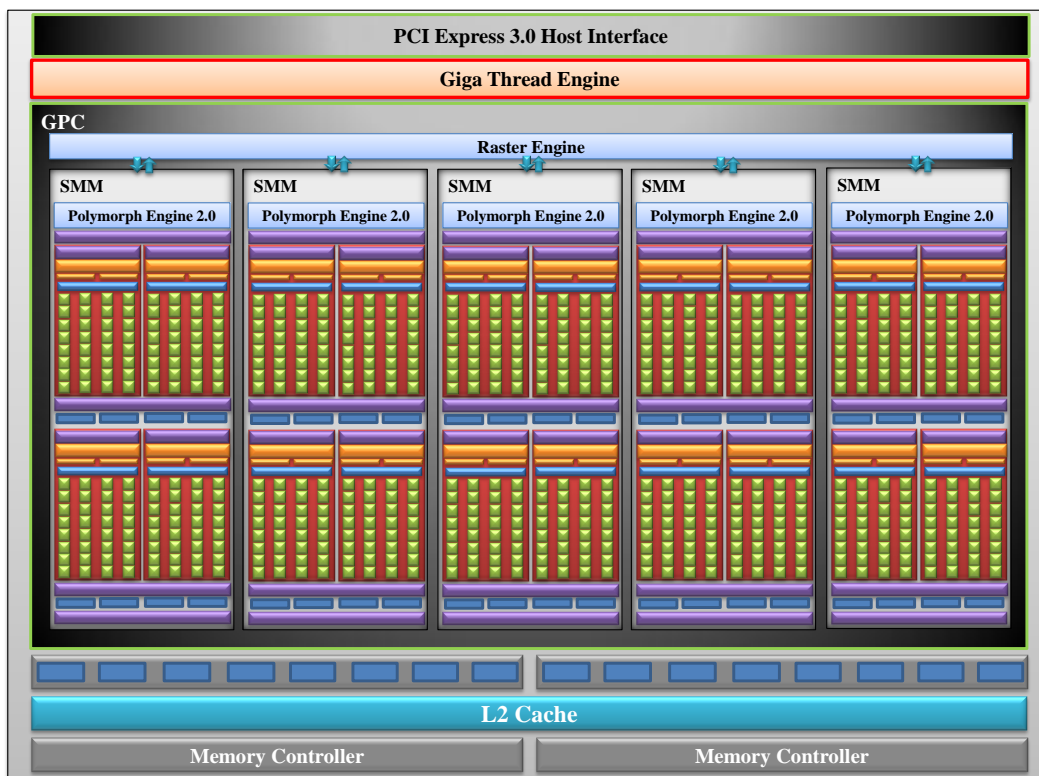 PCI Express 3.0 Host Interface
Giga Thread Engine
GPC
Raster Engine
SMM
SMM
SMM
SMM
SMM
Polymorph Engine 2.0
Polymorph Engine 2.0
Polymorph Engine 2.0
Polymorph Engine 2.0
Polymorph Engine 2.0
L2 Cache
Memory Controller
Memory Controller